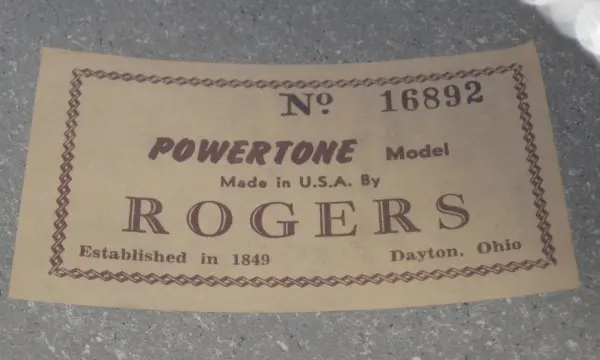 Nº 16892
POWERTONE Model
Made in U.S.A. By
ROGERS
Established in 1849 Dayton, Ohio